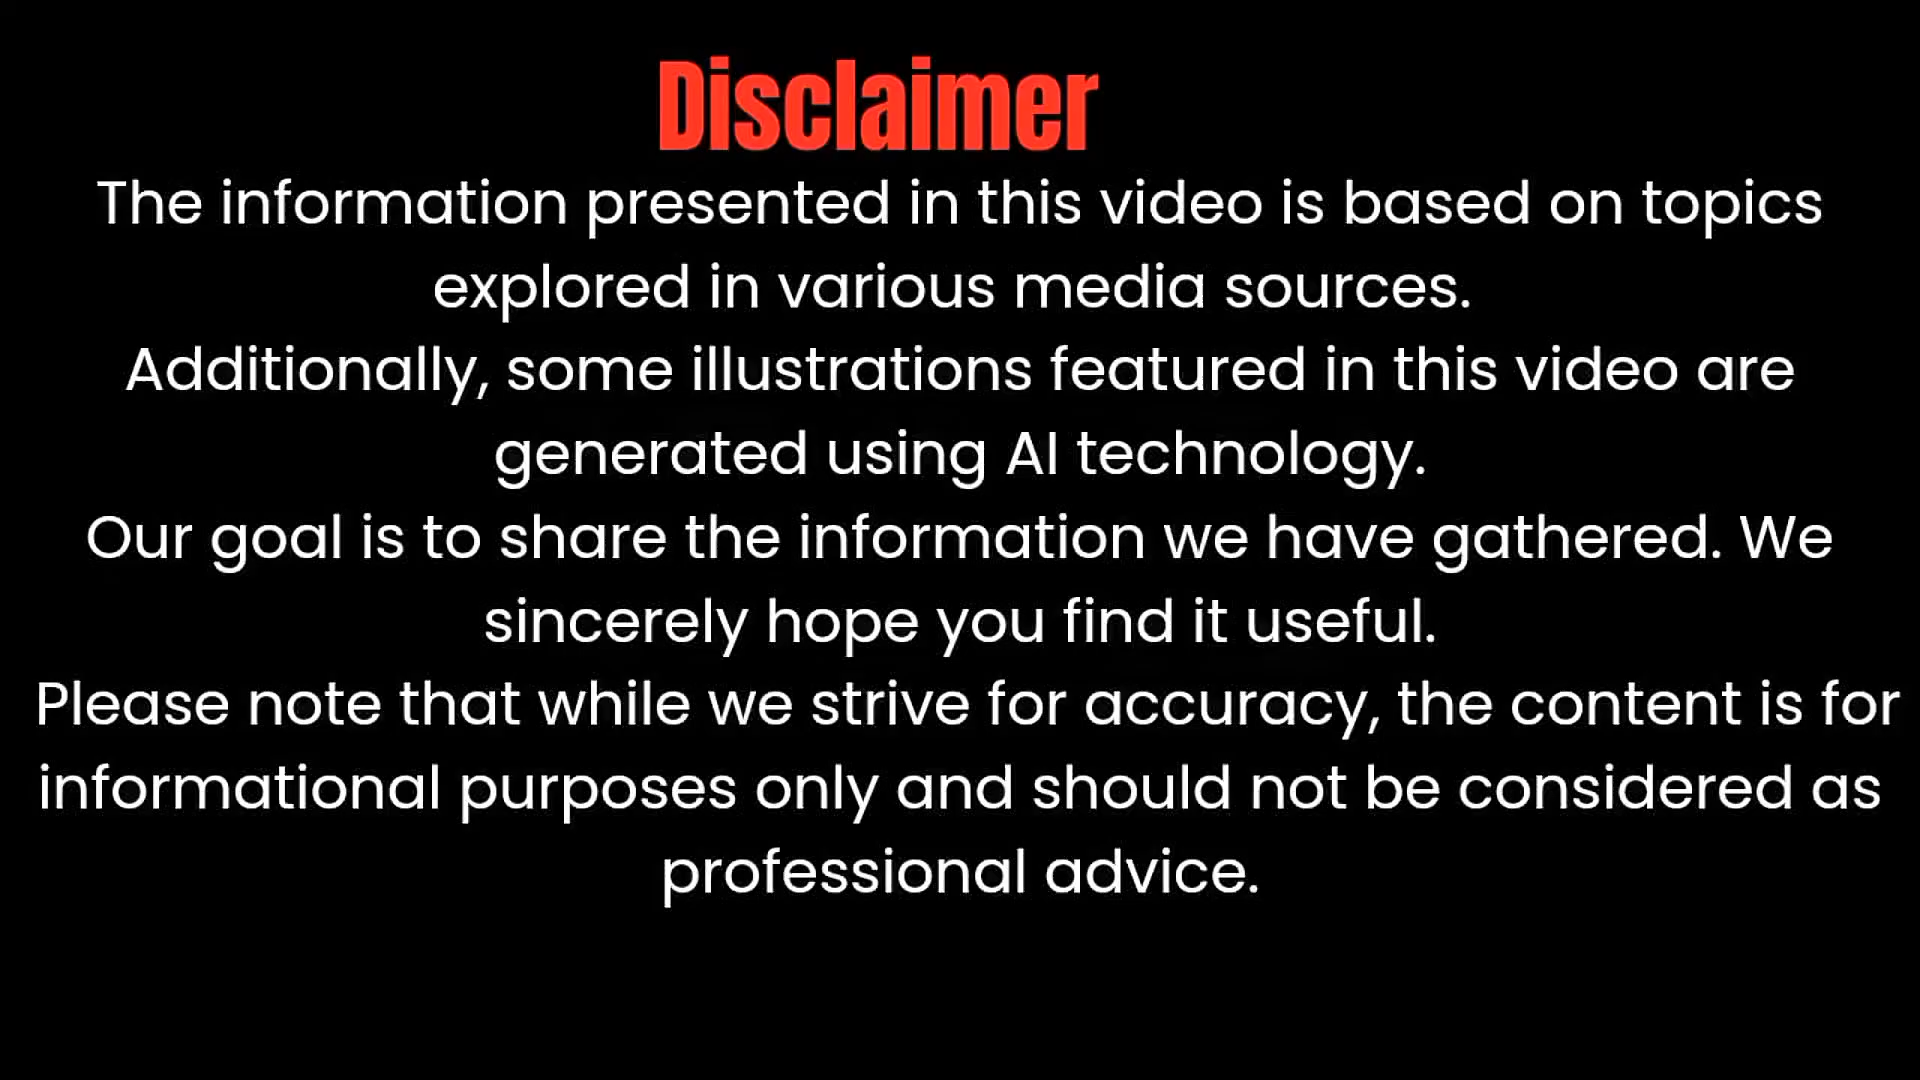 Disclaimer
The information presented in this video is based on topics
explored in various media sources.
Additionally, some illustrations featured in this video are
generated using AI technology.
Our goal is to share the information we have gathered. We
sincerely hope you find it useful.
Please note that while we strive for accuracy, the content is for
informational purposes only and should not be considered as
professional advice.